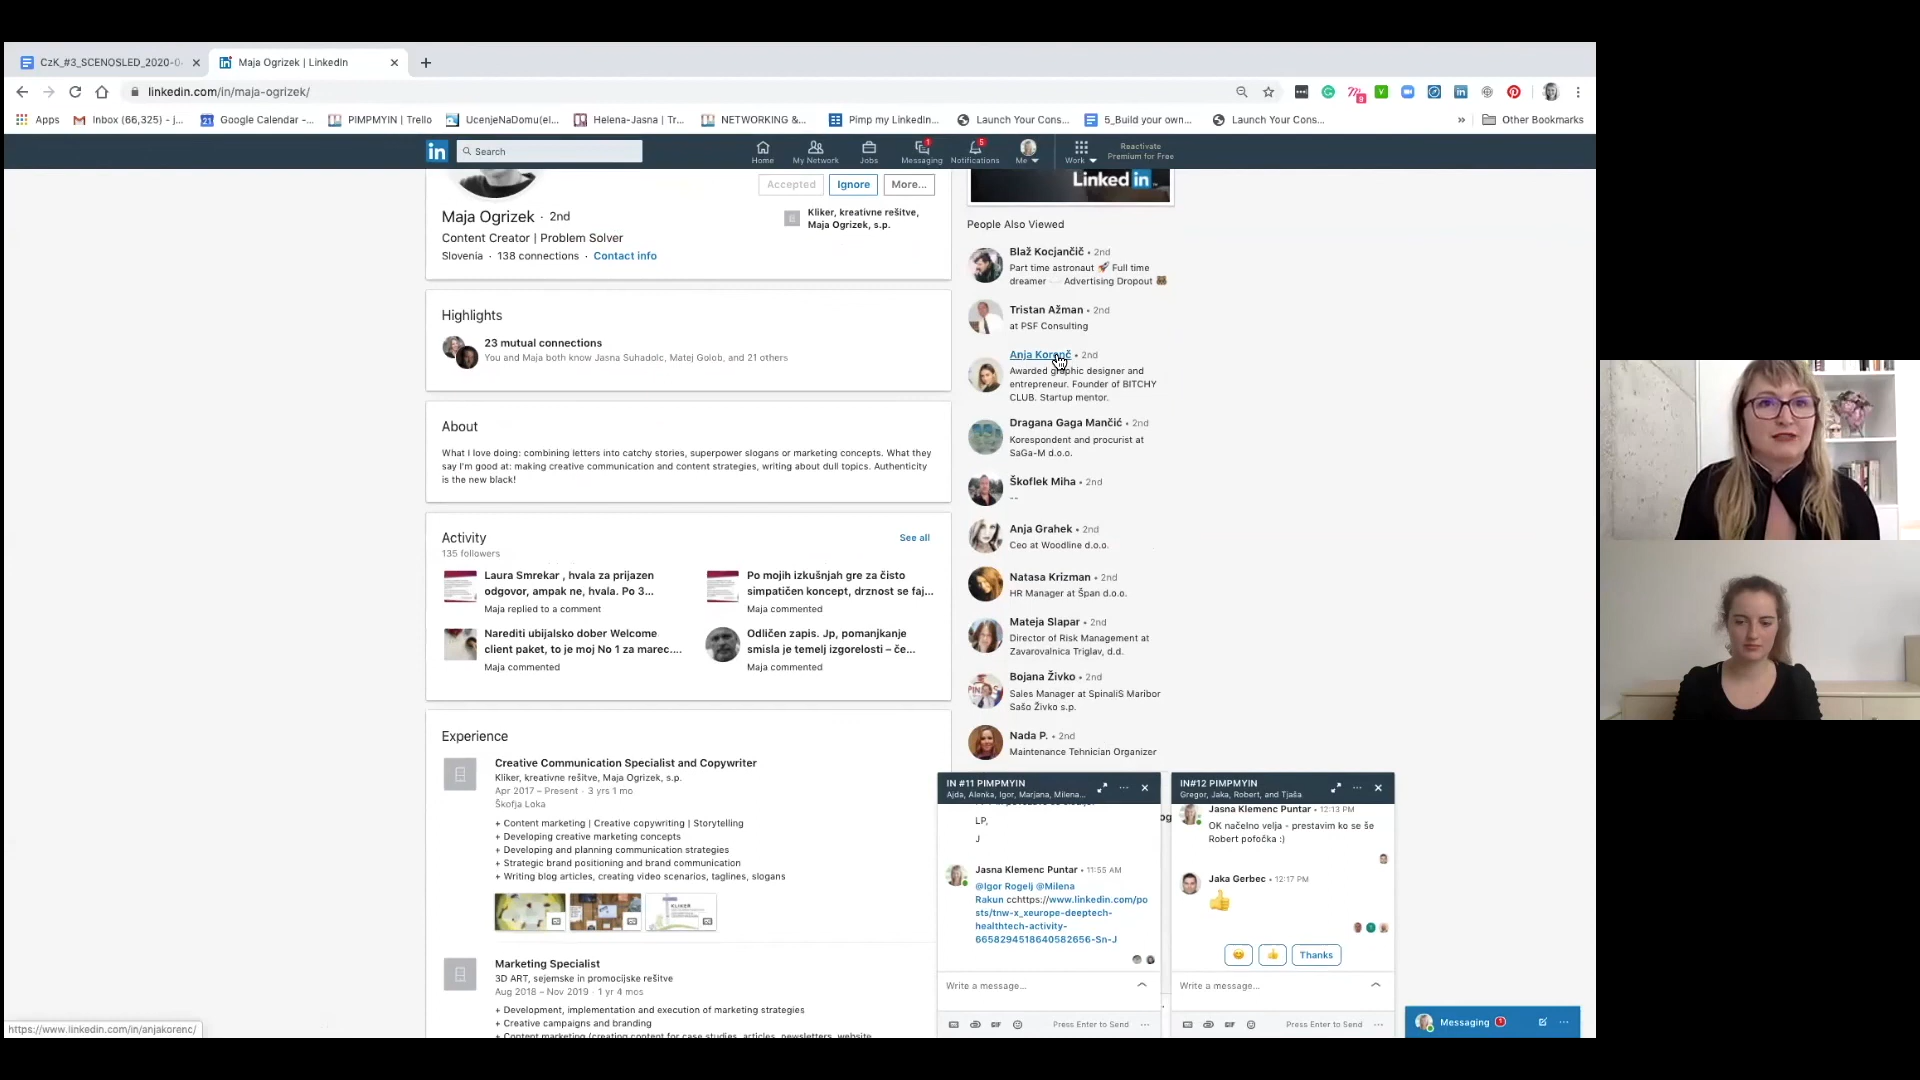 CzK_#3_SCENOSLED_2020-0
Maja Ogrizek | LinkedIn
linkedin.com/in/maja-ogrizek/
Apps
Inbox (66,325) - j...
Google Calendar -...
PIMPMYIN | Trello
UcenjeNaDomu(el...
Helena-Jasna | Tr...
NETWORKING &...
Pimp my LinkedIn...
Launch Your Cons...
5_Build your own...
Launch Your Cons...
»
Other Bookmarks
in
Search
Home
My Network
Jobs
Messaging
Notifications
Me
Work
Reactivate
Premium for Free
Accepted
Ignore
More...
Maja Ogrizek · 2nd
Content Creator | Problem Solver
Slovenia · 138 connections · Contact info
Kliker, kreativne rešitve,
Maja Ogrizek, s.p.
Highlights
23 mutual connections
You and Maja both know Jasna Suhadolc, Matej Golob, and 21 others
About
What I love doing: combining letters into catchy stories, superpower slogans or marketing concepts. What they
say I'm good at: making creative communication and content strategies, writing about dull topics. Authenticity
is the new black!
Activity
See all
135 followers
Laura Smrekar , hvala za prijazen
odgovor, ampak ne, hvala. Po 3...
Maja replied to a comment
Po mojih izkušnjah gre za čisto
simpatičen koncept, drznost se faj...
Maja commented
Narediti ubijalsko dober Welcome
client paket, to je moj No 1 za marec....
Maja commented
Odličen zapis. Jp, pomanjkanje
smisla je temelj izgorelosti – če...
Maja commented
Experience
Creative Communication Specialist and Copywriter
Kliker, kreativne rešitve, Maja Ogrizek, s.p.
Apr 2017 – Present · 3 yrs 1 mo
Škofja Loka
+ Content marketing | Creative copywriting | Storytelling
+ Developing creative marketing concepts
+ Developing and planning communication strategies
+ Strategic brand positioning and brand communication
+ Writing blog articles, creating video scenarios, taglines, slogans
KLIKER
Marketing Specialist
3D ART, sejemske in promocijske rešitve
Aug 2018 – Nov 2019 · 1 yr 4 mos
+ Development, implementation and execution of marketing strategies
+ Creative campaigns and branding
+ Content marketing (creating content for case studies, articles, newsletters, website
Linked in
People Also Viewed
Blaž Kocjančič • 2nd
Part time astronaut 🚀 Full time
dreamer Advertising Dropout
Tristan Ažman • 2nd
at PSF Consulting
Anja Korenč • 2nd
Awarded graphic designer and
entrepreneur. Founder of BITCHY
CLUB. Startup mentor.
Dragana Gaga Mančić • 2nd
Korespondent and procurist at
SaGa-M d.o.o.
Škoflek Miha • 2nd
--
Anja Grahek • 2nd
Ceo at Woodline d.o.o.
Natasa Krizman • 2nd
HR Manager at Špan d.o.o.
Mateja Slapar • 2nd
Director of Risk Management at
Zavarovalnica Triglav, d.d.
Bojana Živko • 2nd
Sales Manager at SpinaliS Maribor
Sašo Živko s.p.
Nada P. • 2nd
Maintenance Tehnician Organizer
IN #11 PIMPMYIN
Ajda, Alenka, Igor, Marjana, Milena...
LP,
J
Jasna Klemenc Puntar • 11:55 AM
@Igor Rogelj @Milena
Rakun cchttps://www.linkedin.com/po
sts/tnw-x_xeurope-deeptech-
healthtech-activity-
6658294518640582656-Sn-J
Write a message...
GIF
Press Enter to Send
IN#12 PIMPMYIN
Gregor, Jaka, Robert, and Tjaša
Jasna Klemenc Puntar • 12:13 PM
OK načelno velja - prestavim ko se še
Robert pofočka :)
Jaka Gerbec • 12:17 PM
Thanks
Write a message...
GIF
Press Enter to Send
Messaging
https://www.linkedin.com/in/anjakorenc/